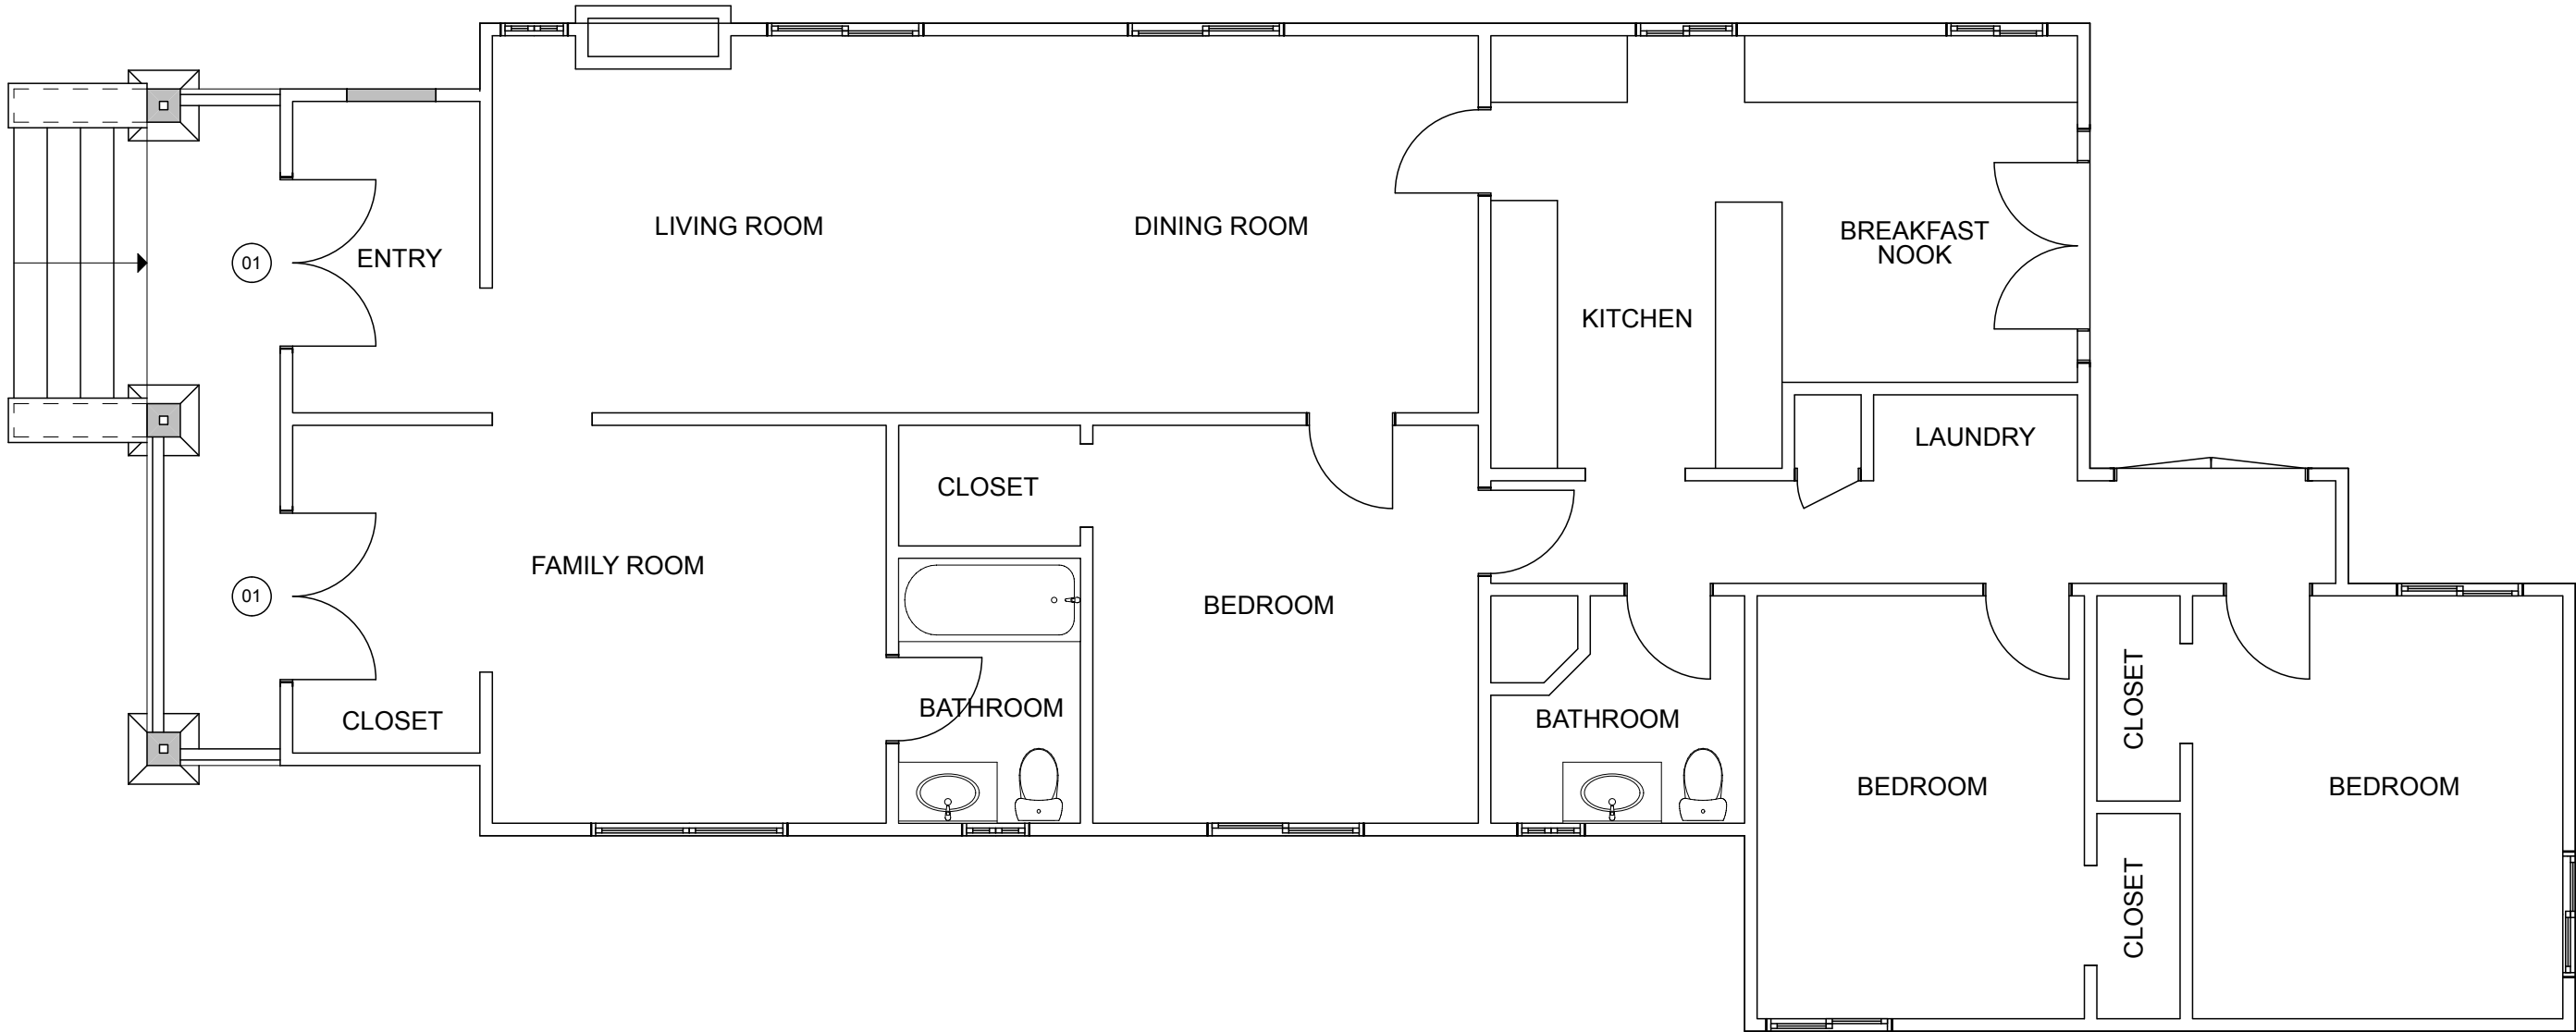 LIVING ROOM
DINING ROOM
BREAKFAST
NOOK
01
ENTRY
KITCHEN
LAUNDRY
CLOSET
FAMILY ROOM
01
BEDROOM
CLOSET
BATHROOM
CLOSET
BATHROOM
BEDROOM
BEDROOM
CLOSET